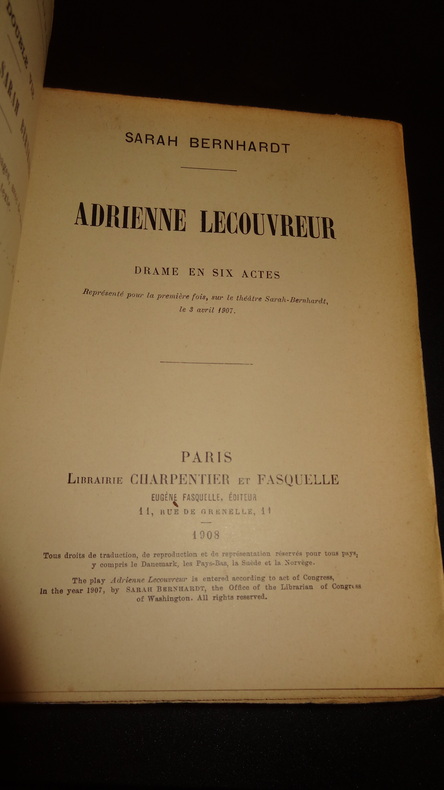 DOUBLE
SARAH
SARAH BERNHARDT
ADRIENNE LECOUVREUR
DRAME EN SIX ACTES
Représenté pour la première fois, sur le théâtre Sarah-Bernhardt,
le 3 avril 1907.
PARIS
LIBRAIRIE CHARPENTIER ET FASQUELLE
EUGÈNE FASQUELLE, ÉDITEUR
11, RUE DE GRENELLE, 11
1908
Tous droits de traduction, de reproduction et de représentation réservés pour tous pays,
y compris le Danemark, les Pays-Bas, la Suède et la Norvège.
The play Adrienne Lecouvreur is entered according to act of Congress,
in the year 1907, by SARAH BERNHARDT, the Office of the Librarian of Congress
of Washington. All rights reserved.